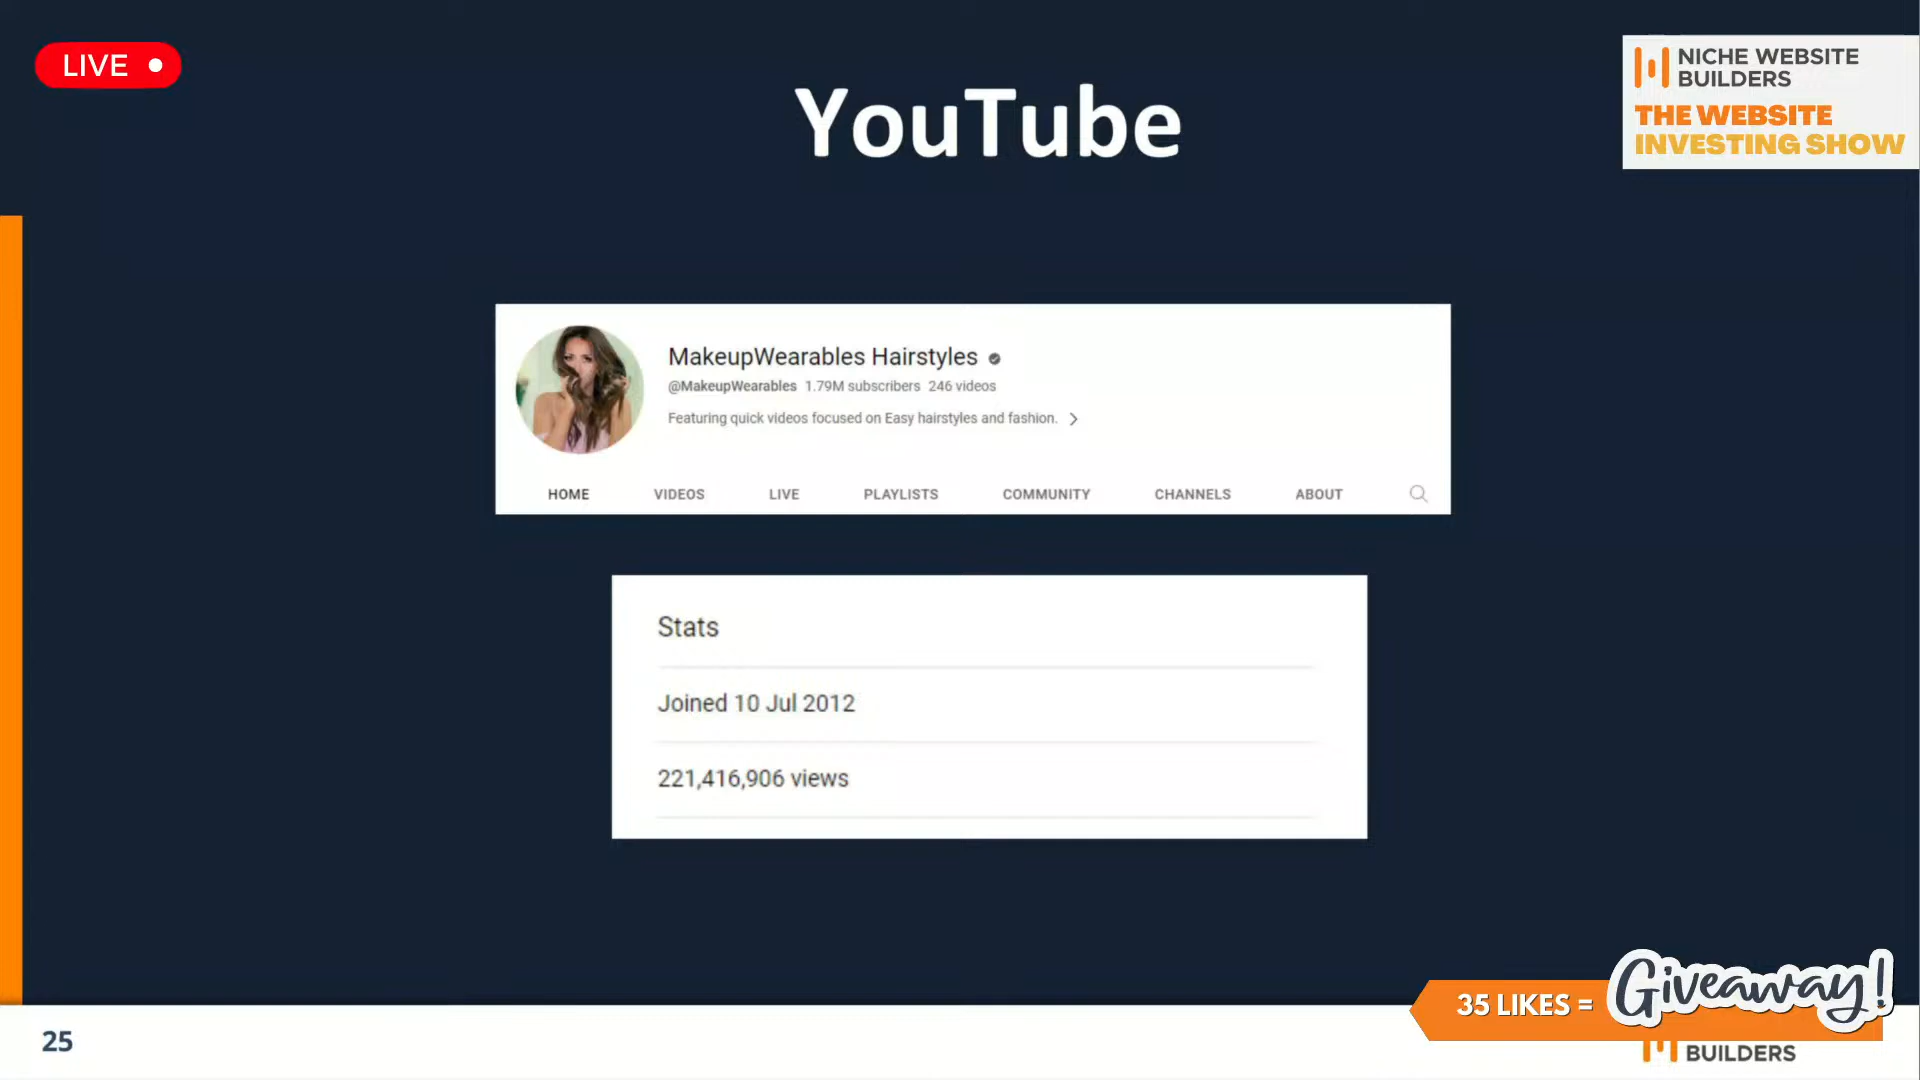 LIVE
NICHE WEBSITE
BUILDERS
THE WEBSITE
INVESTING SHOW
YouTube
MakeupWearables Hairstyles
@MakeupWearables 1.79M subscribers 246 videos
Featuring quick videos focused on Easy hairstyles and fashion.
HOME VIDEOS LIVE PLAYLISTS COMMUNITY CHANNELS ABOUT
Stats
Joined 10 Jul 2012
221,416,906 views
35 LIKES = Giveaway!
25
BUILDERS